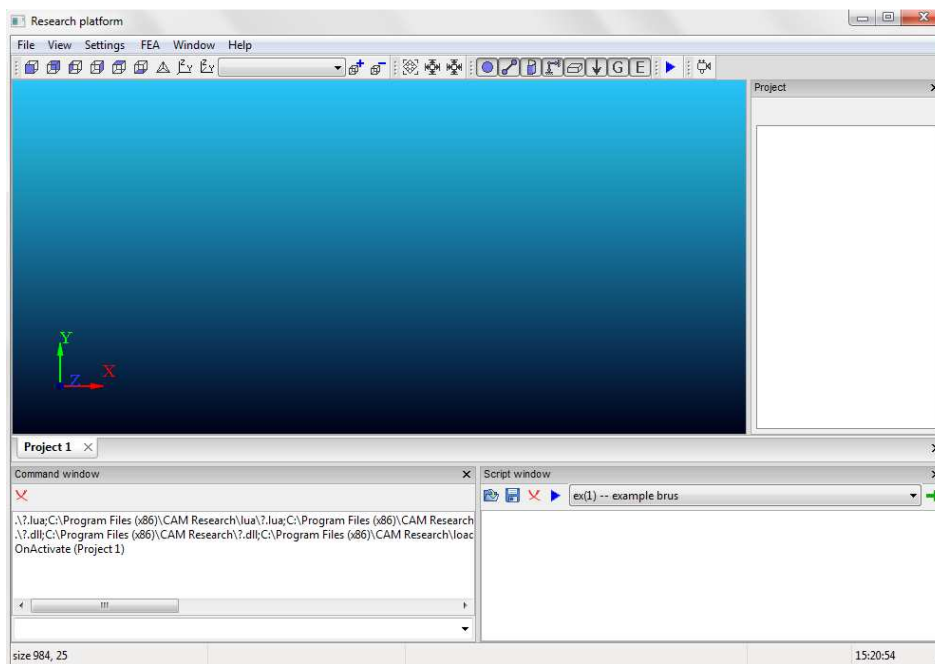 Research platform
File View Settings FEA Window Help
G E
Project
Y
Z X
Project 1
Command window
Script window
ex(1) -- example brus
.\?.lua;C:\Program Files (x86)\CAM Research\lua\?.lua;C:\Program Files (x86)\CAM Research
.\?.dll;C:\Program Files (x86)\CAM Research\?.dll;C:\Program Files (x86)\CAM Research\loac
OnActivate (Project 1)
size 984, 25
15:20:54